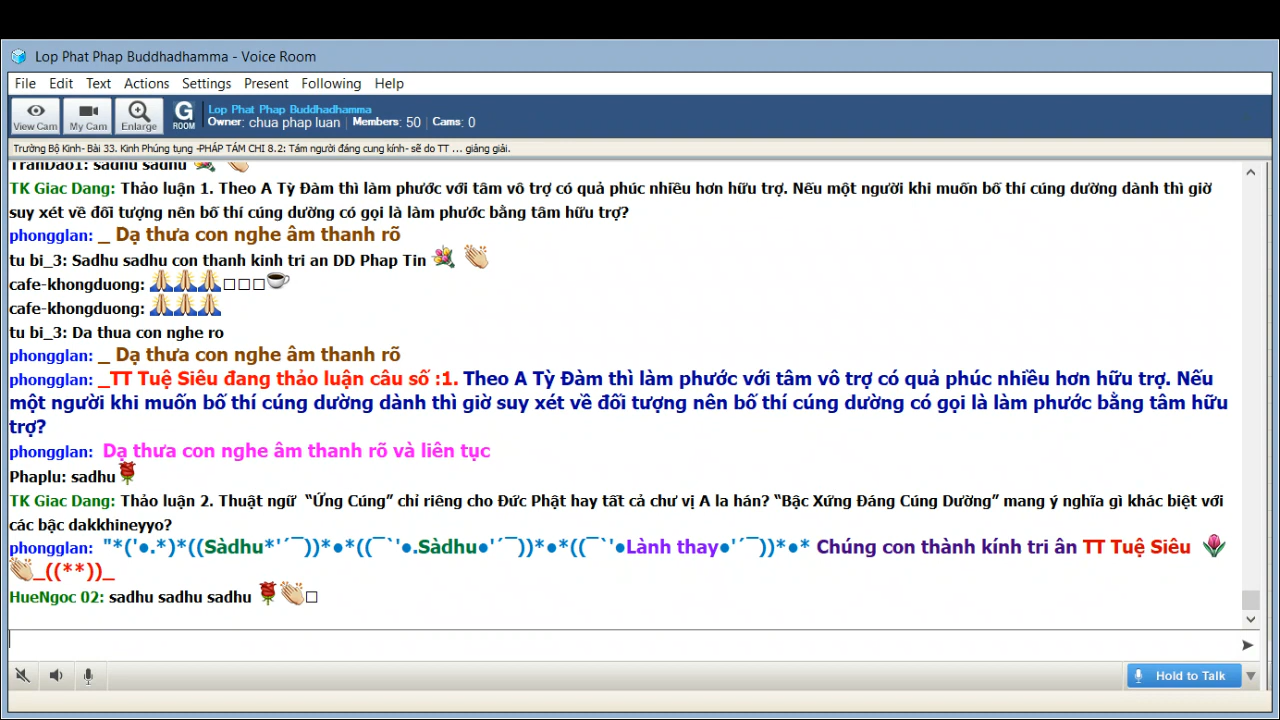 Lop Phat Phap Buddhadhamma - Voice Room
File Edit Text Actions Settings Present Following Help
View Cam My Cam Enlarge G ROOM Lop Phat Phap Buddhadhamma
Owner: chua phap luan | Members: 50 | Cams: 0
Trường Bộ Kinh- Bài 33. Kinh Phúng tụng -PHÁP TÁM CHI 8.2: Tám người đáng cung kính- sẽ do TT ... giảng giải.
TranDao1: sadhu sadhu
TK Giac Dang: Thảo luận 1. Theo A Tỳ Đàm thì làm phước với tâm vô trợ có quả phúc nhiều hơn hữu trợ. Nếu một người khi muốn bố thí cúng dường dành thì giờ
suy xét về đối tượng nên bố thí cúng dường có gọi là làm phước bằng tâm hữu trợ?
phongglan: _ Dạ thưa con nghe âm thanh rõ
tu bi_3: Sadhu sadhu con thanh kinh tri an DD Phap Tin
cafe-khongduong: □□□
cafe-khongduong:
tu bi_3: Da thua con nghe ro
phongglan: _ Dạ thưa con nghe âm thanh rõ
phongglan: _TT Tuệ Siêu đang thảo luận câu số :1. Theo A Tỳ Đàm thì làm phước với tâm vô trợ có quả phúc nhiều hơn hữu trợ. Nếu
một người khi muốn bố thí cúng dường dành thì giờ suy xét về đối tượng nên bố thí cúng dường có gọi là làm phước bằng tâm hữu
trợ?
phongglan: Dạ thưa con nghe âm thanh rõ và liên tục
Phaplu: sadhu
TK Giac Dang: Thảo luận 2. Thuật ngữ “Ứng Cúng” chỉ riêng cho Đức Phật hay tất cả chư vị A la hán? “Bậc Xứng Đáng Cúng Dường” mang ý nghĩa gì khác biệt với
các bậc dakkhineyyo?
phongglan: "*('●.*)*((Sàdhu*'´¯))*●*((¯`'●.Sàdhu●'´¯))*●*((¯`'●Lành thay●'´¯))*●* Chúng con thành kính tri ân TT Tuệ Siêu
_((**))_
HueNgoc 02: sadhu sadhu sadhu □
Hold to Talk